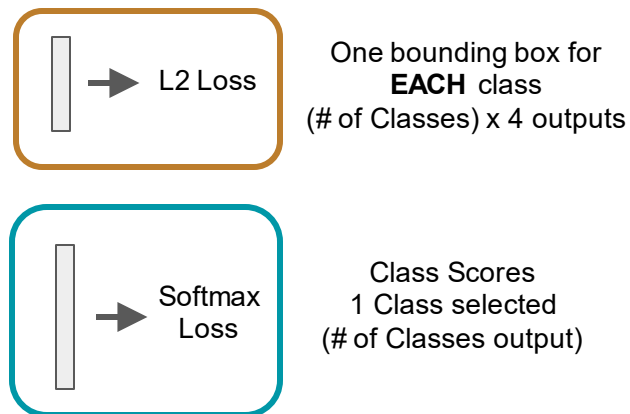 L2 Loss
One bounding box for
EACH class
(# of Classes) x 4 outputs
Softmax
Loss
Class Scores
1 Class selected
(# of Classes output)